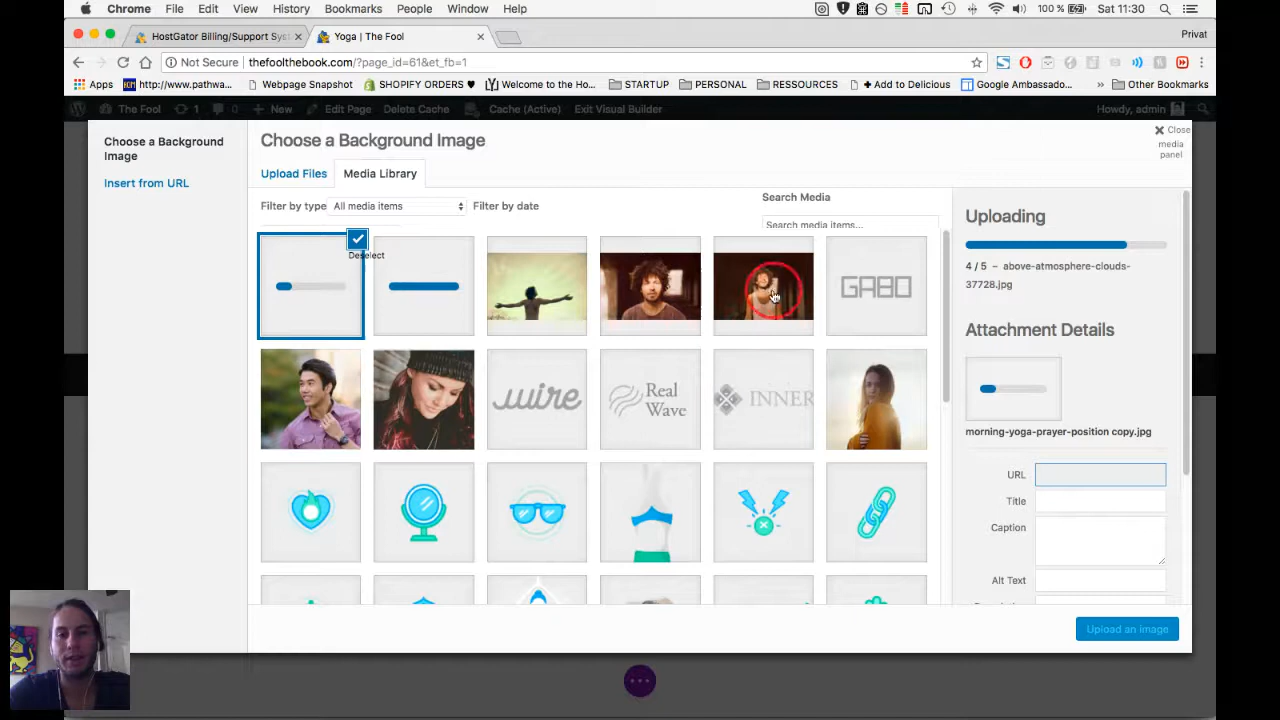 Chrome File Edit View History Bookmarks People Window Help
100 % Sat 11:30
HostGator Billing/Support Sys
Yoga | The Fool
Privat
Not Secure thefoolthebook.com/?page_id=61&et_fb=1
Apps http://www.pathwa... Webpage Snapshot SHOPIFY ORDERS ♥ Welcome to the Ho... STARTUP PERSONAL RESSOURCES + Add to Delicious Google Ambassado... » Other Bookmarks
The Fool 1 0 New Edit Page Delete Cache Cache (Active) Exit Visual Builder Howdy, admin
Choose a Background
Image
Insert from URL
Choose a Background Image
Close
media
panel
Upload Files
Media Library
Filter by type
All media items
Filter by date
Search Media
Search media items...
Deselect
GABO
wire
Real
Wave
INNER
Uploading
4 / 5 – above-atmosphere-clouds-
37728.jpg
Attachment Details
morning-yoga-prayer-position copy.jpg
URL
Title
Caption
Alt Text
Upload an image